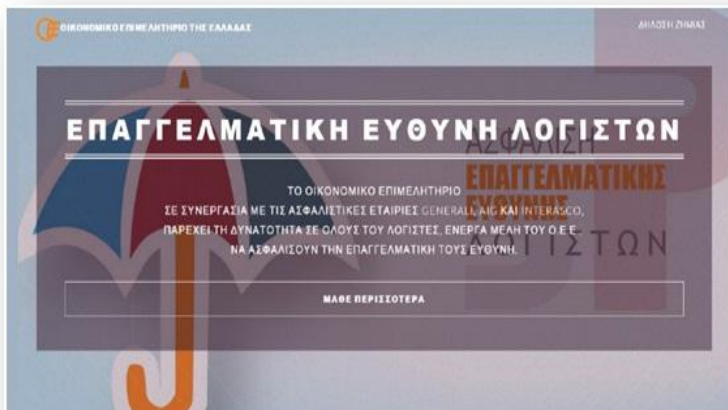 ΟΙΚΟΝΟΜΙΚΟ ΕΠΙΜΕΛΗΤΗΡΙΟ ΤΗΣ ΕΛΛΑΔΑΣ
ΔΗΛΩΣΗ ΖΗΜΙΑΣ
ΕΠΑΓΓΕΛΜΑΤΙΚΗ ΕΥΘΥΝΗ ΛΟΓΙΣΤΩΝ
ΑΣΦΑΛΙΣΗ
ΕΠΑΓΓΕΛΜΑΤΙΚΗΣ
ΕΥΘΥΝΗΣ
ΛΟΓΙΣΤΩΝ
ΤΟ ΟΙΚΟΝΟΜΙΚΟ ΕΠΙΜΕΛΗΤΗΡΙΟ
ΣΕ ΣΥΝΕΡΓΑΣΙΑ ΜΕ ΤΙΣ ΑΣΦΑΛΙΣΤΙΚΕΣ ΕΤΑΙΡΙΕΣ GENERALI, AIG ΚΑΙ INTERASCO,
ΠΑΡΕΧΕΙ ΤΗ ΔΥΝΑΤΟΤΗΤΑ ΣΕ ΟΛΟΥΣ ΤΟΥ ΛΟΓΙΣΤΕΣ, ΕΝΕΡΓΑ ΜΕΛΗ ΤΟΥ Ο.Ε.Ε.
ΝΑ ΑΣΦΑΛΙΣΟΥΝ ΤΗΝ ΕΠΑΓΓΕΛΜΑΤΙΚΗ ΤΟΥΣ ΕΥΘΥΝΗ.
ΜΑΘΕ ΠΕΡΙΣΣΟΤΕΡΑ